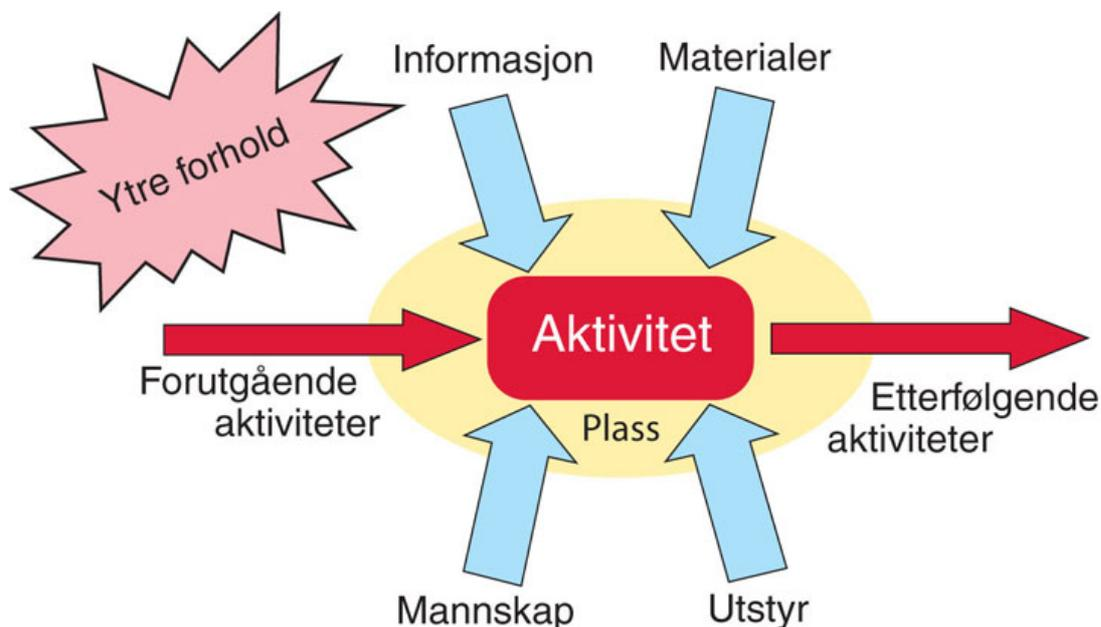 Informasjon
Materialer
Ytre forhold
Aktivitet
Forutgående
aktiviteter
Plass
Etterfølgende
aktiviteter
Mannskap
Utstyr